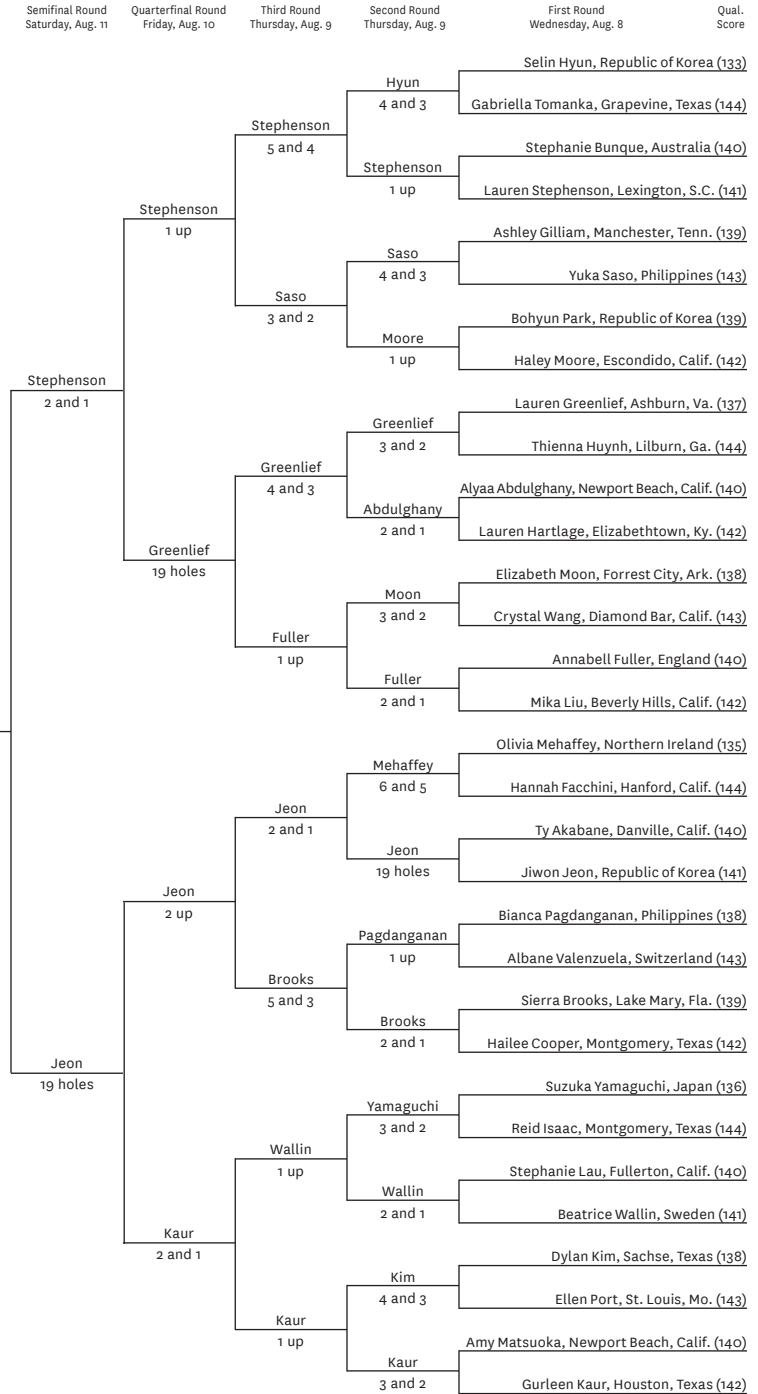 Semifinal Round
Saturday, Aug. 11
Quarterfinal Round
Friday, Aug. 10
Third Round
Thursday, Aug. 9
Second Round
Thursday, Aug. 9
First Round
Wednesday, Aug. 8
Qual.
Score
Selin Hyun, Republic of Korea (133)
Hyun
4 and 3
Gabriella Tomanka, Grapevine, Texas (144)
Stephenson
5 and 4
Stephanie Bunque, Australia (140)
Stephenson
1 up
Lauren Stephenson, Lexington, S.C. (141)
Stephenson
1 up
Ashley Gilliam, Manchester, Tenn. (139)
Saso
4 and 3
Yuka Saso, Philippines (143)
Saso
3 and 2
Bohyun Park, Republic of Korea (139)
Moore
1 up
Haley Moore, Escondido, Calif. (142)
Stephenson
2 and 1
Lauren Greenlief, Ashburn, Va. (137)
Greenlief
3 and 2
Thienna Huynh, Lilburn, Ga. (144)
Greenlief
4 and 3
Alyaa Abdulghany, Newport Beach, Calif. (140)
Abdulghany
2 and 1
Lauren Hartlage, Elizabethtown, Ky. (142)
Greenlief
19 holes
Elizabeth Moon, Forrest City, Ark. (138)
Moon
3 and 2
Crystal Wang, Diamond Bar, Calif. (143)
Fuller
1 up
Annabell Fuller, England (140)
Fuller
2 and 1
Mika Liu, Beverly Hills, Calif. (142)
Olivia Mehaffey, Northern Ireland (135)
Mehaffey
6 and 5
Hannah Facchini, Hanford, Calif. (144)
Jeon
2 and 1
Ty Akabane, Danville, Calif. (140)
Jeon
19 holes
Jiwon Jeon, Republic of Korea (141)
Jeon
2 up
Bianca Pagdanganan, Philippines (138)
Pagdanganan
1 up
Albane Valenzuela, Switzerland (143)
Brooks
5 and 3
Sierra Brooks, Lake Mary, Fla. (139)
Brooks
2 and 1
Hailee Cooper, Montgomery, Texas (142)
Jeon
19 holes
Suzuka Yamaguchi, Japan (136)
Yamaguchi
3 and 2
Reid Isaac, Montgomery, Texas (144)
Wallin
1 up
Stephanie Lau, Fullerton, Calif. (140)
Wallin
2 and 1
Beatrice Wallin, Sweden (141)
Kaur
2 and 1
Dylan Kim, Sachse, Texas (138)
Kim
4 and 3
Ellen Port, St. Louis, Mo. (143)
Kaur
1 up
Amy Matsuoka, Newport Beach, Calif. (140)
Kaur
3 and 2
Gurleen Kaur, Houston, Texas (142)